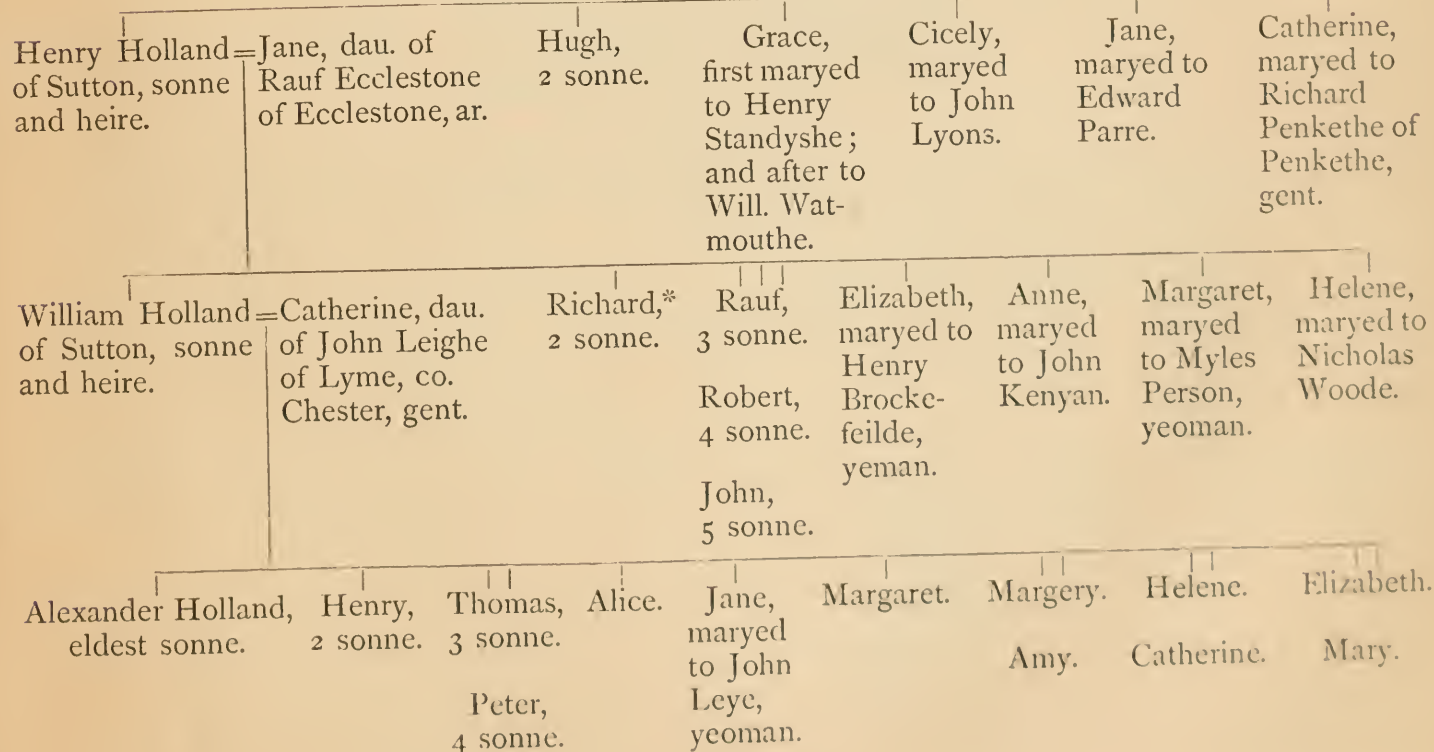 Henry Holland=Jane, dau. of
of Sutton, sonne Rauf Ecclestone
and heire. of Ecclestone, ar.
Hugh,
2 sonne.
Grace,
first maryed
to Henry
Standyshe;
and after to
Will. Wat-
mouthe.
Cicely,
maryed
to John
Lyons.
Jane,
maryed to
Edward
Parre.
Catherine,
maryed to
Richard
Penkethe of
Penkethe,
gent.
William Holland=Catherine, dau.
of Sutton, sonne of John Leighe
and heire. of Lyme, co.
Chester, gent.
Richard,*
2 sonne.
Rauf,
3 sonne.
Robert,
4 sonne.
John,
5 sonne.
Elizabeth,
maryed to
Henry
Brocke-
feilde,
yeman.
Anne,
maryed
to John
Kenyan.
Margaret,
maryed
to Myles
Person,
yeoman.
Helene,
maryed to
Nicholas
Woode.
Alexander Holland,
eldest sonne.
Henry,
2 sonne.
Thomas,
3 sonne.
Peter,
4 sonne.
Alice.
Jane,
maryed
to John
Leye,
yeoman.
Margaret.
Margery.
Amy.
Helene.
Catherine.
Elizabeth.
Mary.